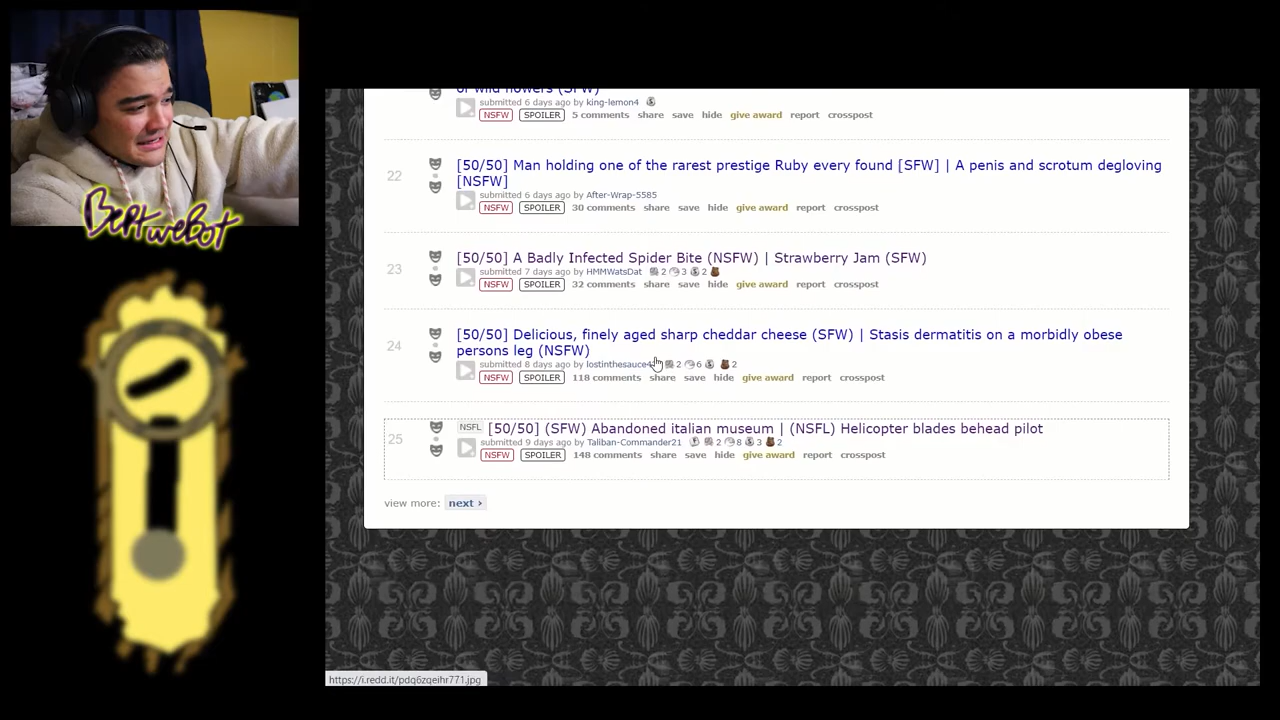 of wild flowers (SFW)
submitted 6 days ago by king-lemon4
NSFW SPOILER 5 comments share save hide give award report crosspost
22
[50/50] Man holding one of the rarest prestige Ruby every found [SFW] | A penis and scrotum degloving
[NSFW]
submitted 6 days ago by After-Wrap-5585
NSFW SPOILER 30 comments share save hide give award report crosspost
23
[50/50] A Badly Infected Spider Bite (NSFW) | Strawberry Jam (SFW)
submitted 7 days ago by HMMWatsDat 2 3 2
NSFW SPOILER 32 comments share save hide give award report crosspost
24
[50/50] Delicious, finely aged sharp cheddar cheese (SFW) | Stasis dermatitis on a morbidly obese
persons leg (NSFW)
submitted 8 days ago by 2 6 2
NSFW SPOILER 118 comments share save hide give award report crosspost
25
NSFL [50/50] (SFW) Abandoned italian museum | (NSFL) Helicopter blades behead pilot
submitted 9 days ago by Taliban-Commander21 2 8 3 2
NSFW SPOILER 148 comments share save hide give award report crosspost
view more: next ›
https://i.redd.it/pdq6zqeihr771.jpg